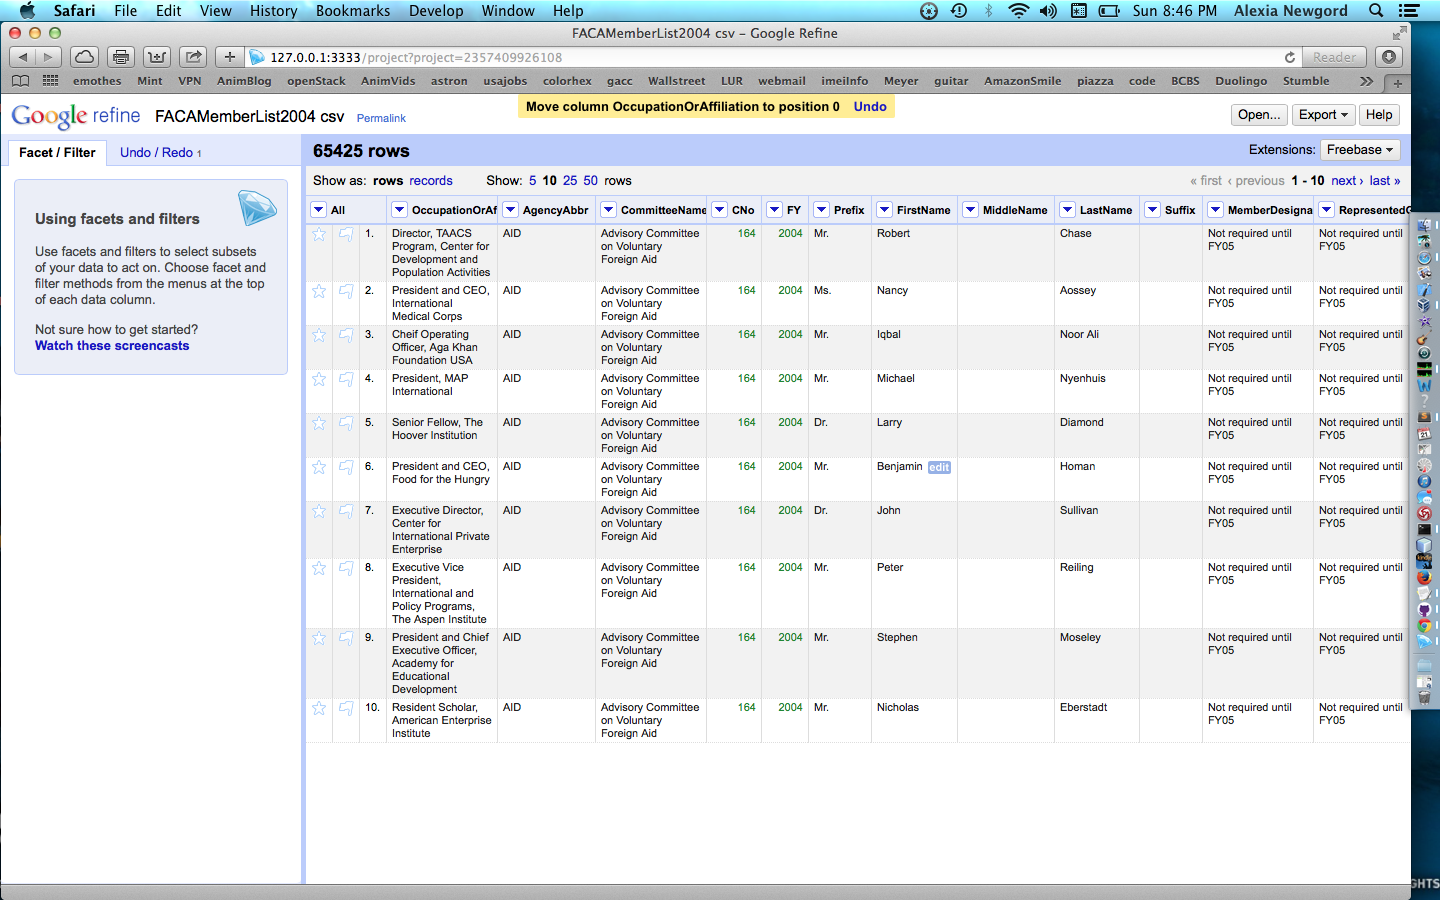 Safari File Edit View History Bookmarks Develop Window Help Sun 8:46 PM Alexia Newgord
FACAMemberList2004 csv – Google Refine
127.0.0.1:3333/project?project=2357409926108 Reader
emothes Mint VPN AnimBlog openStack AnimVids astron usajobs colorhex gacc Wallstreet LUR webmail imeiInfo Meyer guitar AmazonSmile piazza code BCBS Duolingo Stumble
Move column OccupationOrAffiliation to position 0 Undo
Google refine FACAMemberList2004 csv Permalink Open... Export Help
Facet / Filter Undo / Redo 1
65425 rows Extensions: Freebase
Show as: rows records Show: 5 10 25 50 rows « first ‹ previous 1 - 10 next › last »
Using facets and filters
Use facets and filters to select subsets
of your data to act on. Choose facet and
filter methods from the menus at the top
of each data column.
Not sure how to get started?
Watch these screencasts
All OccupationOrAf AgencyAbbr CommitteeName CNo FY Prefix FirstName MiddleName LastName Suffix MemberDesigna RepresentedG
1. Director, TAACS AID Advisory Committee 164 2004 Mr. Robert Chase Not required until Not required until
Program, Center for on Voluntary FY05 FY05
Development and Foreign Aid
Population Activities
2. President and CEO, AID Advisory Committee 164 2004 Ms. Nancy Aossey Not required until Not required until
International on Voluntary FY05 FY05
Medical Corps Foreign Aid
3. Cheif Operating AID Advisory Committee 164 2004 Mr. Iqbal Noor Ali Not required until Not required until
Officer, Aga Khan on Voluntary FY05 FY05
Foundation USA Foreign Aid
4. President, MAP AID Advisory Committee 164 2004 Mr. Michael Nyenhuis Not required until Not required until
International on Voluntary FY05 FY05
Foreign Aid
5. Senior Fellow, The AID Advisory Committee 164 2004 Dr. Larry Diamond Not required until Not required until
Hoover Institution on Voluntary FY05 FY05
Foreign Aid
6. President and CEO, AID Advisory Committee 164 2004 Mr. Benjamin edit Homan Not required until Not required until
Food for the Hungry on Voluntary FY05 FY05
Foreign Aid
7. Executive Director, AID Advisory Committee 164 2004 Dr. John Sullivan Not required until Not required until
Center for on Voluntary FY05 FY05
International Private Foreign Aid
Enterprise
8. Executive Vice AID Advisory Committee 164 2004 Mr. Peter Reiling Not required until Not required until
President, on Voluntary FY05 FY05
International and Foreign Aid
Policy Programs,
The Aspen Institute
9. President and Chief AID Advisory Committee 164 2004 Mr. Stephen Moseley Not required until Not required until
Executive Officer, on Voluntary FY05 FY05
Academy for Foreign Aid
Educational
Development
10. Resident Scholar, AID Advisory Committee 164 2004 Mr. Nicholas Eberstadt Not required until Not required until
American Enterprise on Voluntary FY05 FY05
Institute Foreign Aid
GHTS